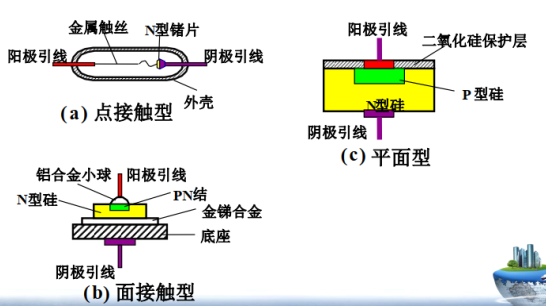 金属触丝
N型锗片
阳极引线
阴极引线
外壳
(a) 点接触型
阳极引线
二氧化硅保护层
P 型硅
N型硅
阴极引线
(c) 平面型
铝合金小球
阳极引线
N型硅
PN结
金锑合金
底座
阴极引线
(b) 面接触型